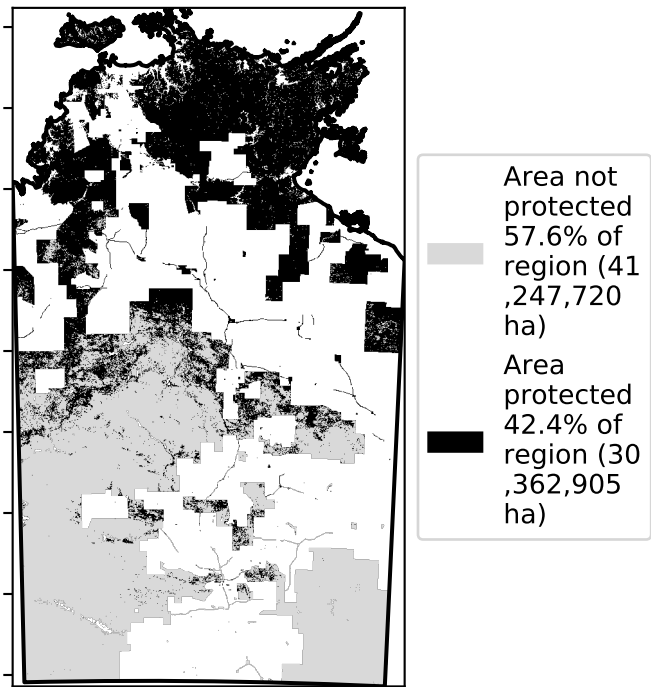 Area not
protected
57.6% of
region (41
,247,720
ha)
Area
protected
42.4% of
region (30
,362,905
ha)